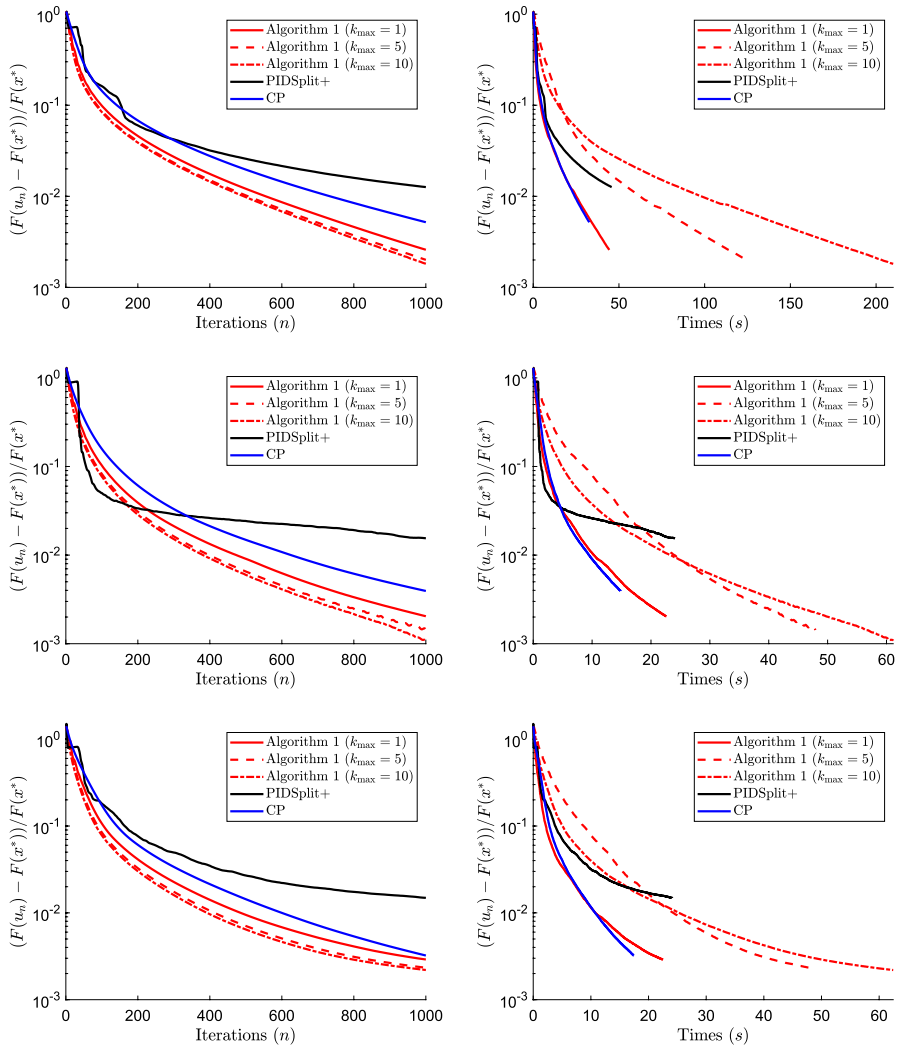 10^0
10^-1
10^-2
10^-3
(F(u_n) − F(x*))/F(x*)
0 200 400 600 800 1000
Iterations (n)
Algorithm 1 (k_max = 1)
Algorithm 1 (k_max = 5)
Algorithm 1 (k_max = 10)
PIDSplit+
CP
10^0
10^-1
10^-2
10^-3
(F(u_n) − F(x*))/F(x*)
0 50 100 150 200
Times (s)
Algorithm 1 (k_max = 1)
Algorithm 1 (k_max = 5)
Algorithm 1 (k_max = 10)
PIDSplit+
CP
10^0
10^-1
10^-2
10^-3
(F(u_n) − F(x*))/F(x*)
0 200 400 600 800 1000
Iterations (n)
Algorithm 1 (k_max = 1)
Algorithm 1 (k_max = 5)
Algorithm 1 (k_max = 10)
PIDSplit+
CP
10^0
10^-1
10^-2
10^-3
(F(u_n) − F(x*))/F(x*)
0 10 20 30 40 50 60
Times (s)
Algorithm 1 (k_max = 1)
Algorithm 1 (k_max = 5)
Algorithm 1 (k_max = 10)
PIDSplit+
CP
10^0
10^-1
10^-2
10^-3
(F(u_n) − F(x*))/F(x*)
0 200 400 600 800 1000
Iterations (n)
Algorithm 1 (k_max = 1)
Algorithm 1 (k_max = 5)
Algorithm 1 (k_max = 10)
PIDSplit+
CP
10^0
10^-1
10^-2
10^-3
(F(u_n) − F(x*))/F(x*)
0 10 20 30 40 50 60
Times (s)
Algorithm 1 (k_max = 1)
Algorithm 1 (k_max = 5)
Algorithm 1 (k_max = 10)
PIDSplit+
CP